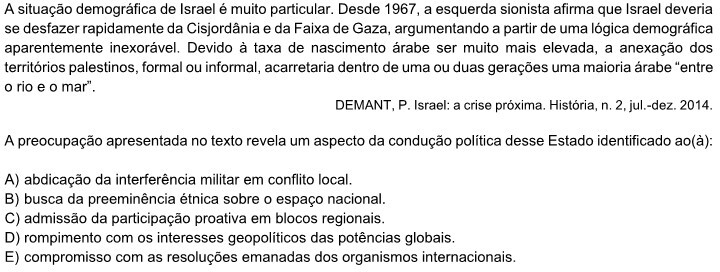 A situação demográfica de Israel é muito particular. Desde 1967, a esquerda sionista afirma que Israel deveria
se desfazer rapidamente da Cisjordânia e da Faixa de Gaza, argumentando a partir de uma lógica demográfica
aparentemente inexorável. Devido à taxa de nascimento árabe ser muito mais elevada, a anexação dos
territórios palestinos, formal ou informal, acarretaria dentro de uma ou duas gerações uma maioria árabe “entre
o rio e o mar”.
DEMANT, P. Israel: a crise próxima. História, n. 2, jul.-dez. 2014.
A preocupação apresentada no texto revela um aspecto da condução política desse Estado identificado ao(à):
A) abdicação da interferência militar em conflito local.
B) busca da preeminência étnica sobre o espaço nacional.
C) admissão da participação proativa em blocos regionais.
D) rompimento com os interesses geopolíticos das potências globais.
E) compromisso com as resoluções emanadas dos organismos internacionais.